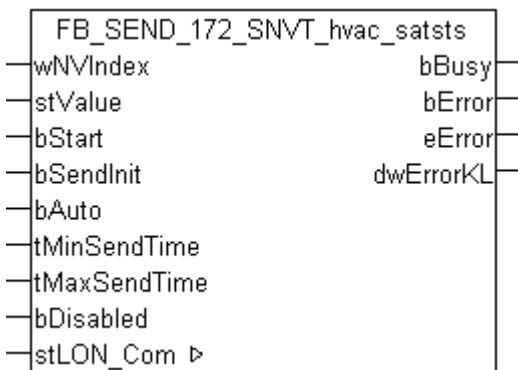 FB_SEND_172_SNVT_hvac_satsts
wNVIndex bBusy
stValue bError
bStart eError
bSendInit dwErrorKL
bAuto
tMinSendTime
tMaxSendTime
bDisabled
stLON_Com ▷